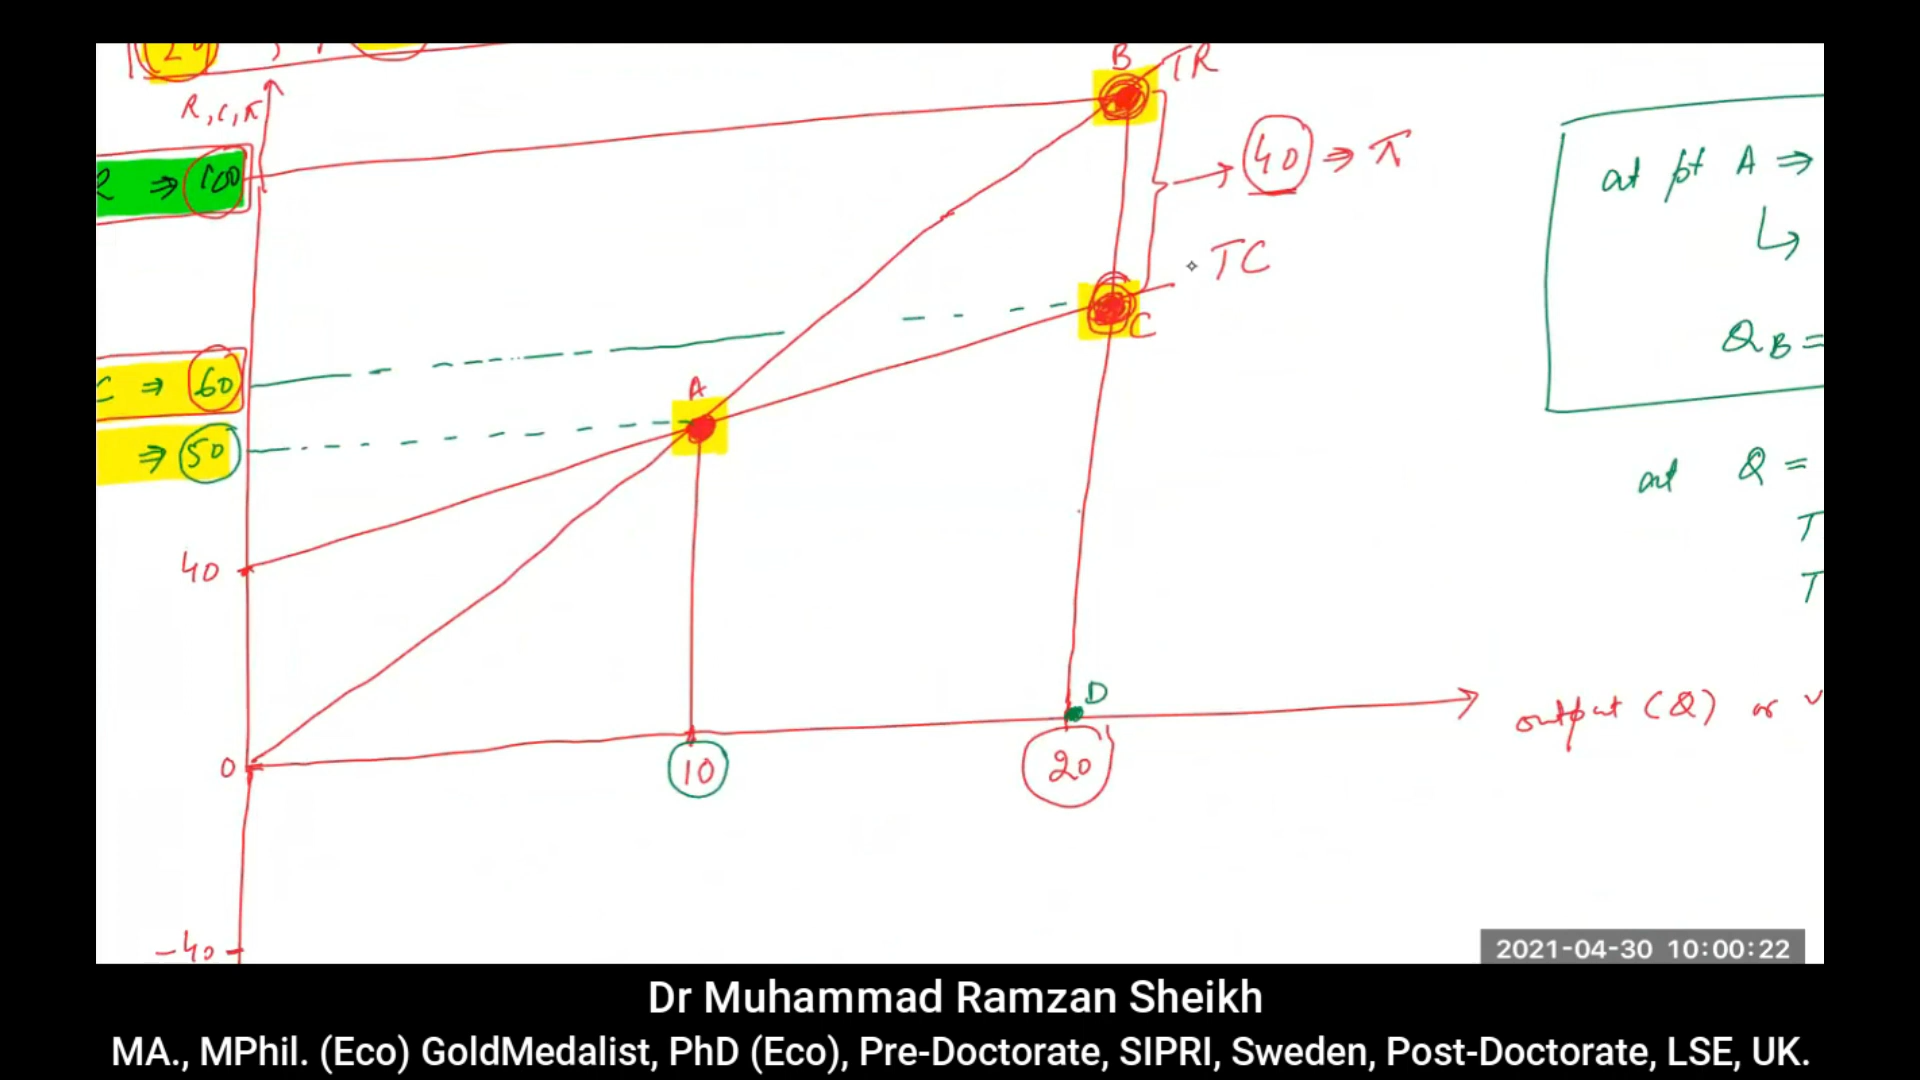 20
R, C, π
B
TR
R ⇒ 100
→ 40 ⇒ π
at pt A ⇒
↳
TC
C
Q_B =
C ⇒ 60
A
⇒ 50
at Q =
T
T
40
D
output (Q) or v
0
10
20
-40
2021-04-30 10:00:22
Dr Muhammad Ramzan Sheikh
MA., MPhil. (Eco) GoldMedalist, PhD (Eco), Pre-Doctorate, SIPRI, Sweden, Post-Doctorate, LSE, UK.